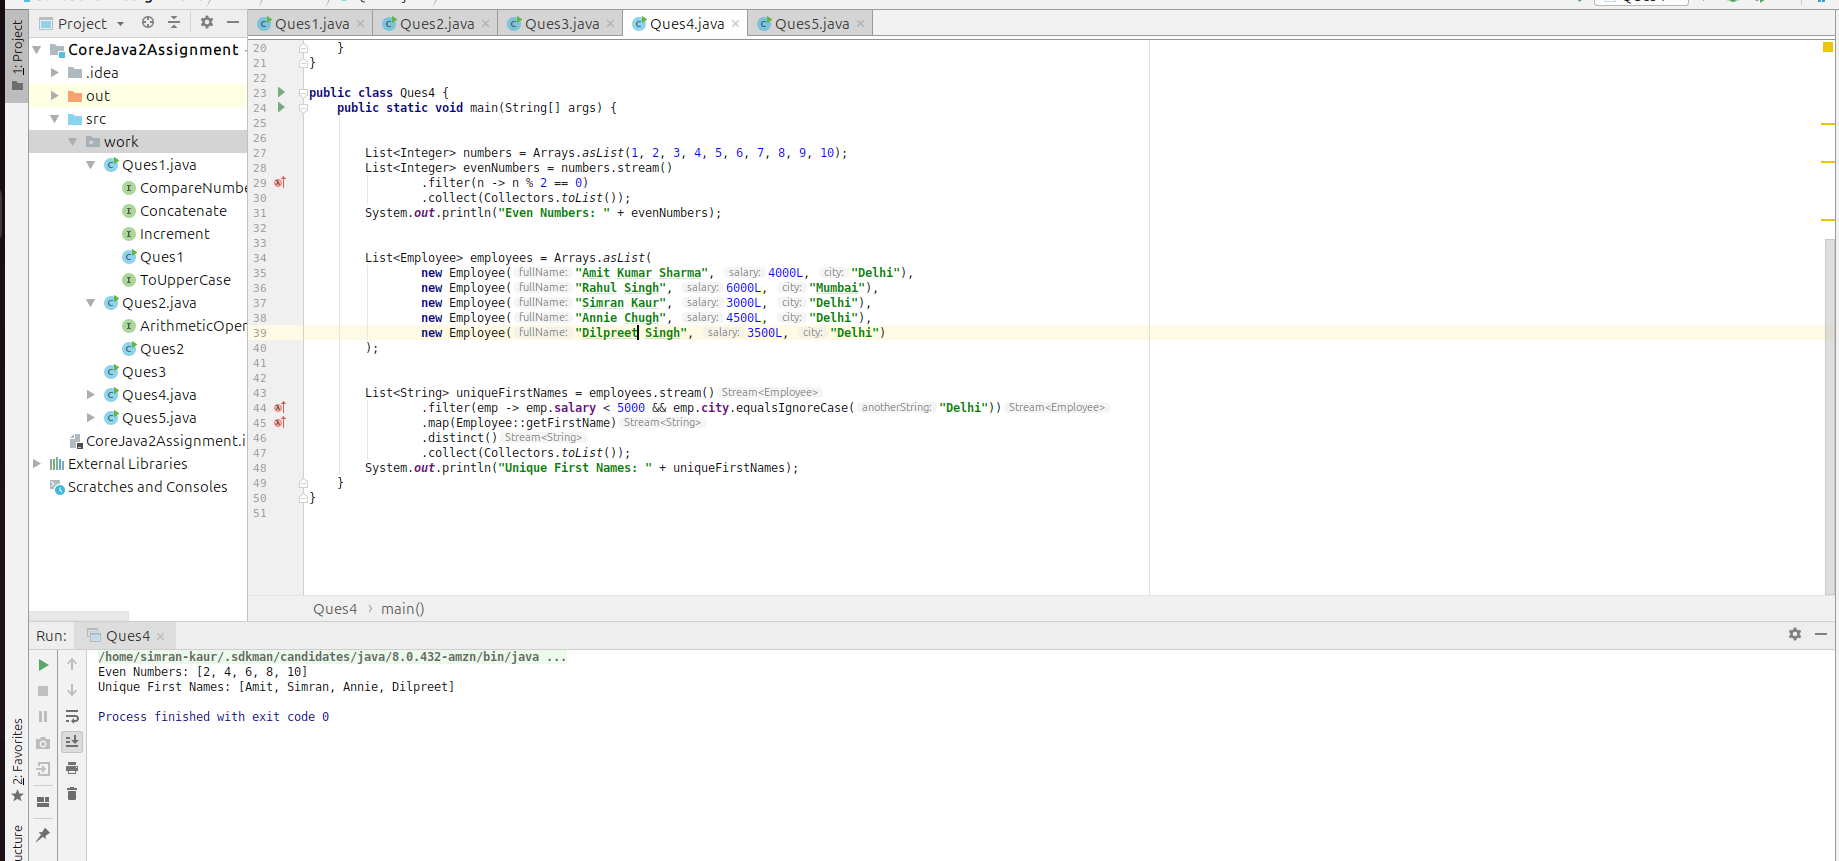 Project
Ques1.java
Ques2.java
Ques3.java
Ques4.java
Ques5.java
1: Project
CoreJava2Assignment
.idea
out
src
work
Ques1.java
CompareNumbe
Concatenate
Increment
Ques1
ToUpperCase
Ques2.java
ArithmeticOper
Ques2
Ques3
Ques4.java
Ques5.java
CoreJava2Assignment.i
External Libraries
Scratches and Consoles
20 }
21 }
22
23 public class Ques4 {
24 public static void main(String[] args) {
25
26
27 List<Integer> numbers = Arrays.asList(1, 2, 3, 4, 5, 6, 7, 8, 9, 10);
28 List<Integer> evenNumbers = numbers.stream()
29 .filter(n -> n % 2 == 0)
30 .collect(Collectors.toList());
31 System.out.println("Even Numbers: " + evenNumbers);
32
33
34 List<Employee> employees = Arrays.asList(
35 new Employee( fullName: "Amit Kumar Sharma", salary: 4000L, city: "Delhi"),
36 new Employee( fullName: "Rahul Singh", salary: 6000L, city: "Mumbai"),
37 new Employee( fullName: "Simran Kaur", salary: 3000L, city: "Delhi"),
38 new Employee( fullName: "Annie Chugh", salary: 4500L, city: "Delhi"),
39 new Employee( fullName: "Dilpreet Singh", salary: 3500L, city: "Delhi")
40 );
41
42
43 List<String> uniqueFirstNames = employees.stream() Stream<Employee>
44 .filter(emp -> emp.salary < 5000 && emp.city.equalsIgnoreCase( anotherString: "Delhi")) Stream<Employee>
45 .map(Employee::getFirstName) Stream<String>
46 .distinct() Stream<String>
47 .collect(Collectors.toList());
48 System.out.println("Unique First Names: " + uniqueFirstNames);
49 }
50 }
51
Ques4 › main()
Run: Ques4
/home/simran-kaur/.sdkman/candidates/java/8.0.432-amzn/bin/java ...
Even Numbers: [2, 4, 6, 8, 10]
Unique First Names: [Amit, Simran, Annie, Dilpreet]
Process finished with exit code 0
2: Favorites
ucture